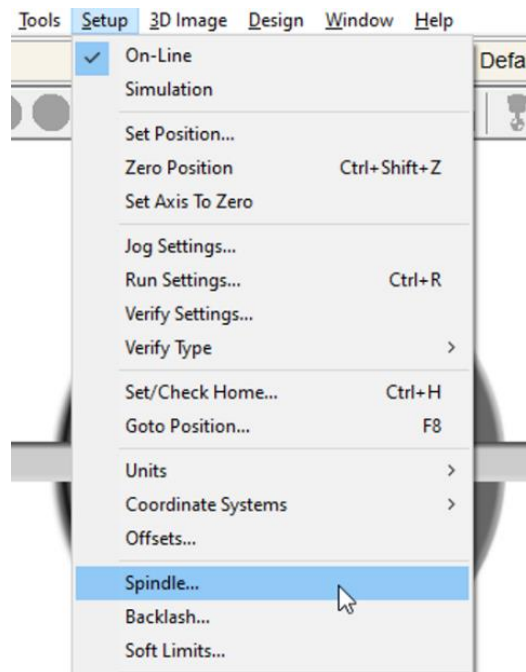 Tools Setup 3D Image Design Window Help
On-Line
Defa
Simulation
Set Position...
Zero Position Ctrl+Shift+Z
Set Axis To Zero
Jog Settings...
Run Settings... Ctrl+R
Verify Settings...
Verify Type
Set/Check Home... Ctrl+H
Goto Position... F8
Units
Coordinate Systems
Offsets...
Spindle...
Backlash...
Soft Limits...